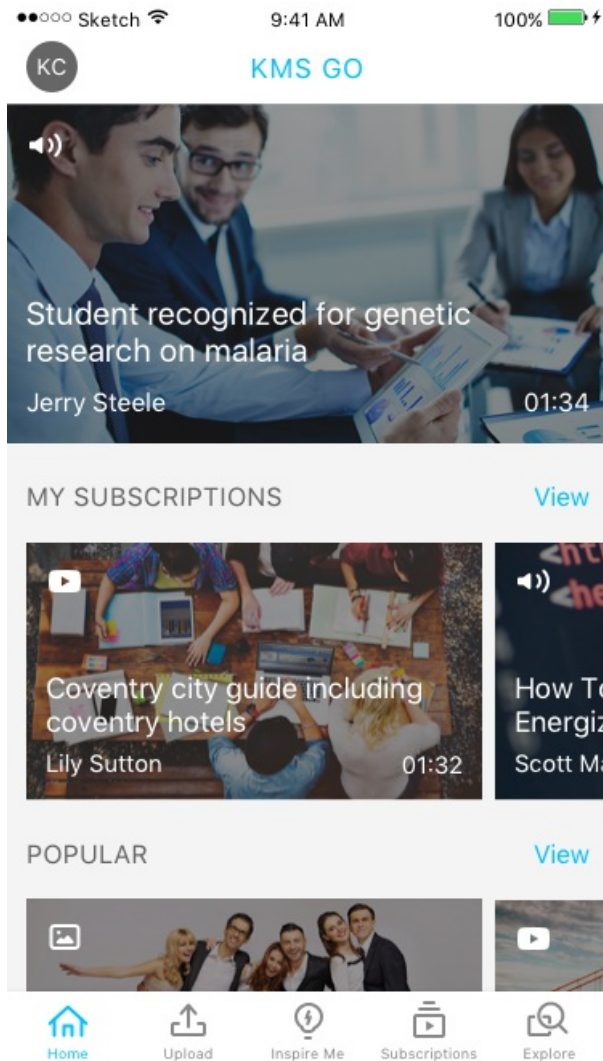 Sketch 9:41 AM 100%
KC KMS GO
Student recognized for genetic
research on malaria
Jerry Steele 01:34
MY SUBSCRIPTIONS View
Coventry city guide including
coventry hotels
Lily Sutton 01:32
<ht
<he
How To
Energiz
Scott Ma
POPULAR View
Home Upload Inspire Me Subscriptions Explore